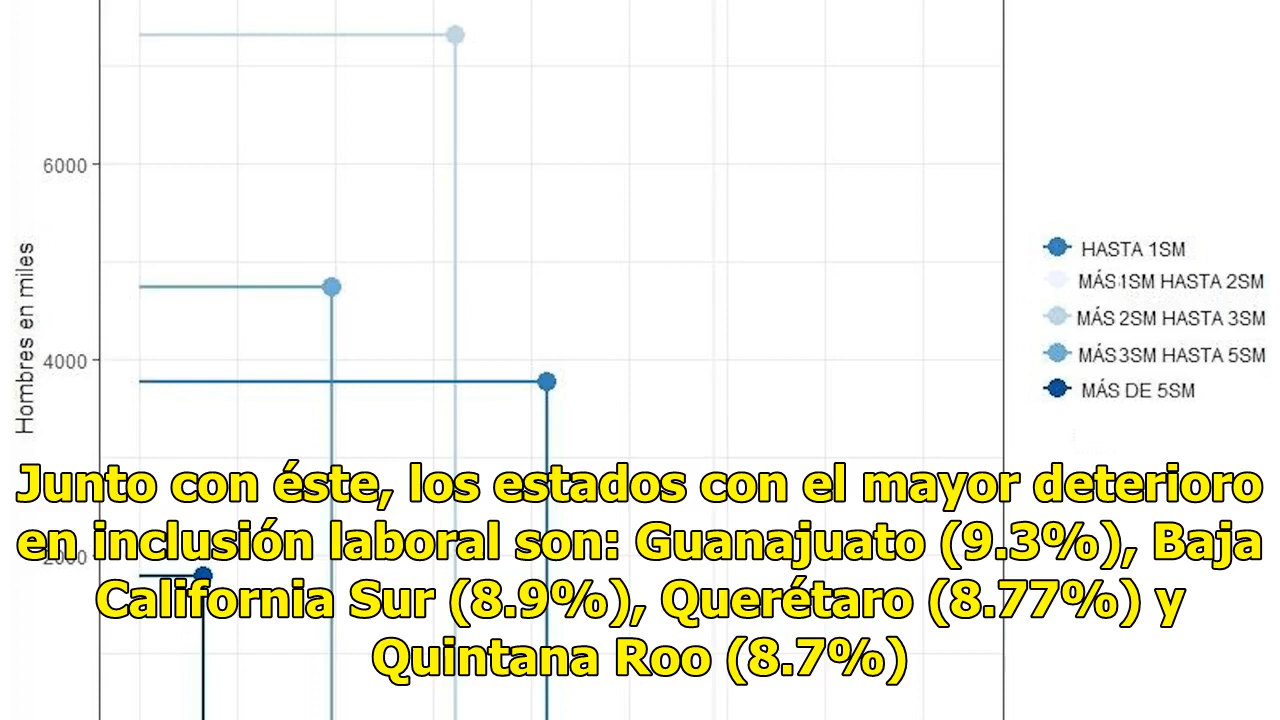 6000
4000
2000
Hombres en miles
HASTA 1SM
MÁS 1SM HASTA 2SM
MÁS 2SM HASTA 3SM
MÁS 3SM HASTA 5SM
MÁS DE 5SM
Junto con éste, los estados con el mayor deterioro
en inclusión laboral son: Guanajuato (9.3%), Baja
California Sur (8.9%), Querétaro (8.77%) y
Quintana Roo (8.7%)